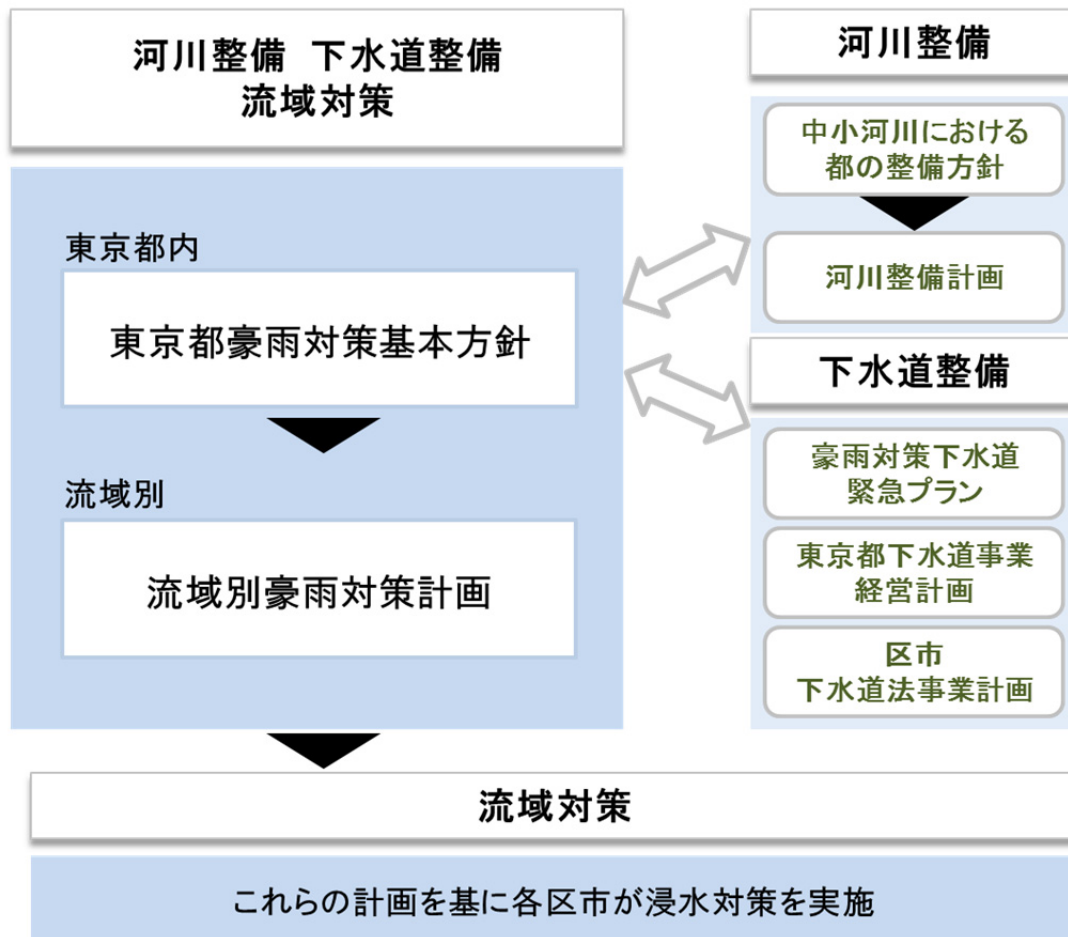 河川整備 下水道整備
流域対策
東京都内
東京都豪雨対策基本方針
流域別
流域別豪雨対策計画
河川整備
中小河川における
都の整備方針
河川整備計画
下水道整備
豪雨対策下水道
緊急プラン
東京都下水道事業
経営計画
区市
下水道法事業計画
流域対策
これらの計画を基に各区市が浸水対策を実施